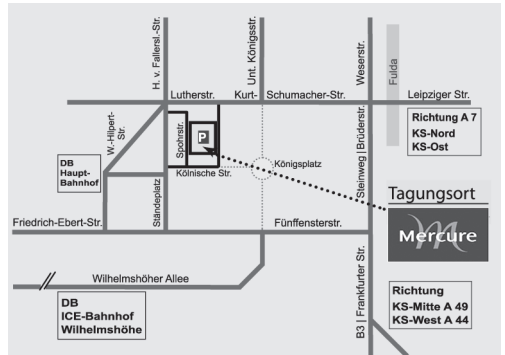 H. v. Fallersl.-Str.
Unt. Königsstr.
Weserstr.
Fulda
Lutherstr.
Kurt-
Schumacher-Str.
Leipziger Str.
Richtung A 7
KS-Nord
KS-Ost
W.-Hilpert-
Str.
Spohrstr.
P
Steinweg | Brüderstr.
DB
Haupt-
Bahnhof
Königsplatz
Kölnische Str.
Ständeplatz
Tagungsort
Mercure
Friedrich-Ebert-Str.
Fünffensterstr.
Wilhelmshöher Allee
DB
ICE-Bahnhof
Wilhelmshöhe
B3 | Frankfurter Str.
Richtung
KS-Mitte A 49
KS-West A 44